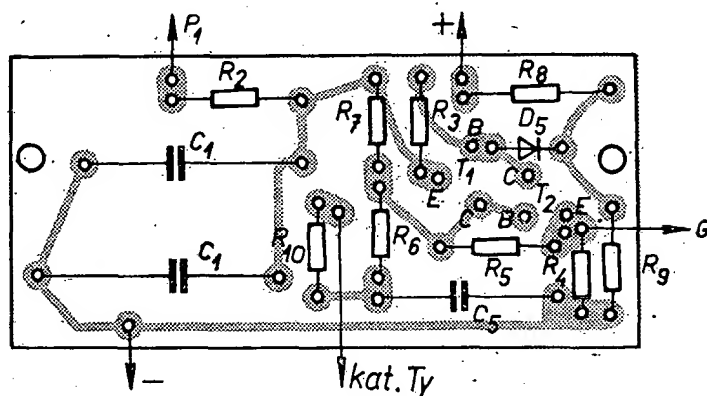 P1 +
R2 R8
R7 R3 B D5
C1 T1 C T2
E C B E
G
R10 R6 R5 R4 R9
C1
C5
- kat. Ty